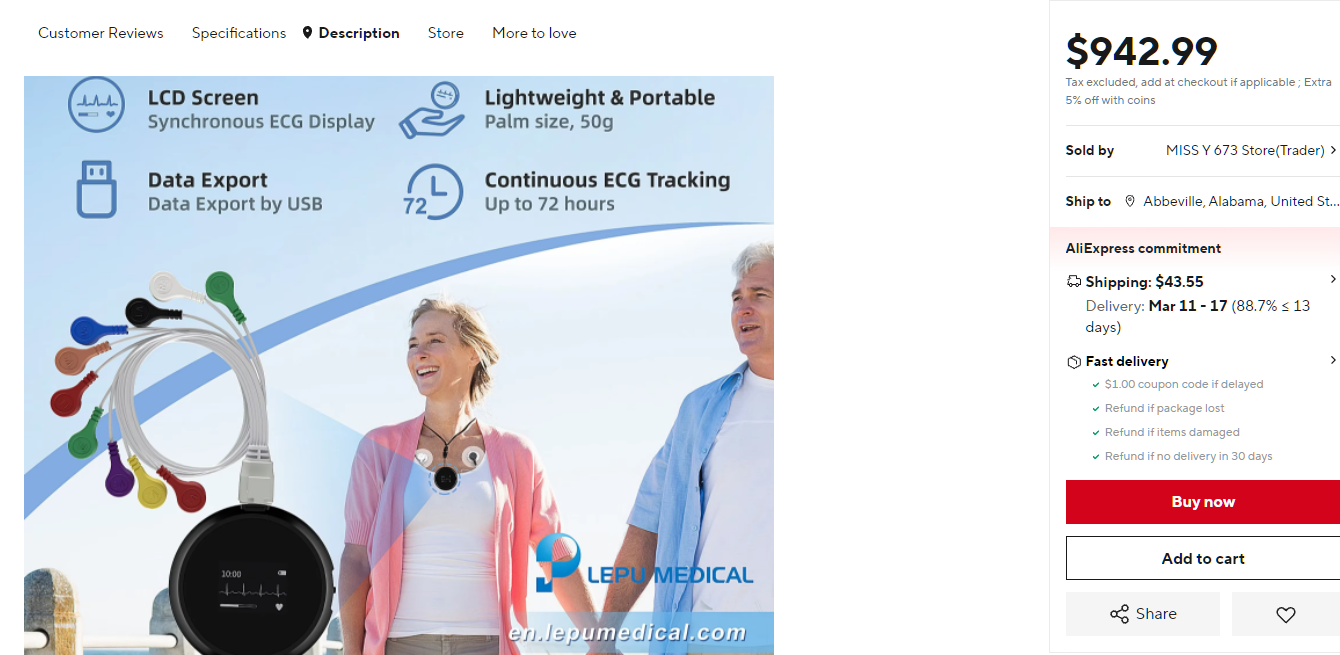 Customer Reviews
Specifications
Description
Store
More to love
LCD Screen
Synchronous ECG Display
Lightweight & Portable
Palm size, 50g
Data Export
Data Export by USB
72
Continuous ECG Tracking
Up to 72 hours
10:00
LEPU MEDICAL
en.lepumedical.com
$942.99
Tax excluded, add at checkout if applicable ; Extra
5% off with coins
Sold by
MISS Y 673 Store(Trader)
Ship to
Abbeville, Alabama, United St...
AliExpress commitment
Shipping: $43.55
Delivery: Mar 11 - 17 (88.7% ≤ 13
days)
Fast delivery
$1.00 coupon code if delayed
Refund if package lost
Refund if items damaged
Refund if no delivery in 30 days
Buy now
Add to cart
Share